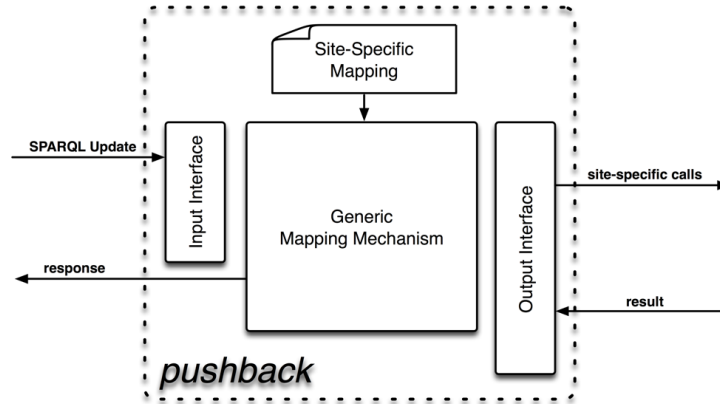 Site-Specific
Mapping
SPARQL Update
Input Interface
Generic
Mapping Mechanism
Output Interface
site-specific calls
response
result
pushback